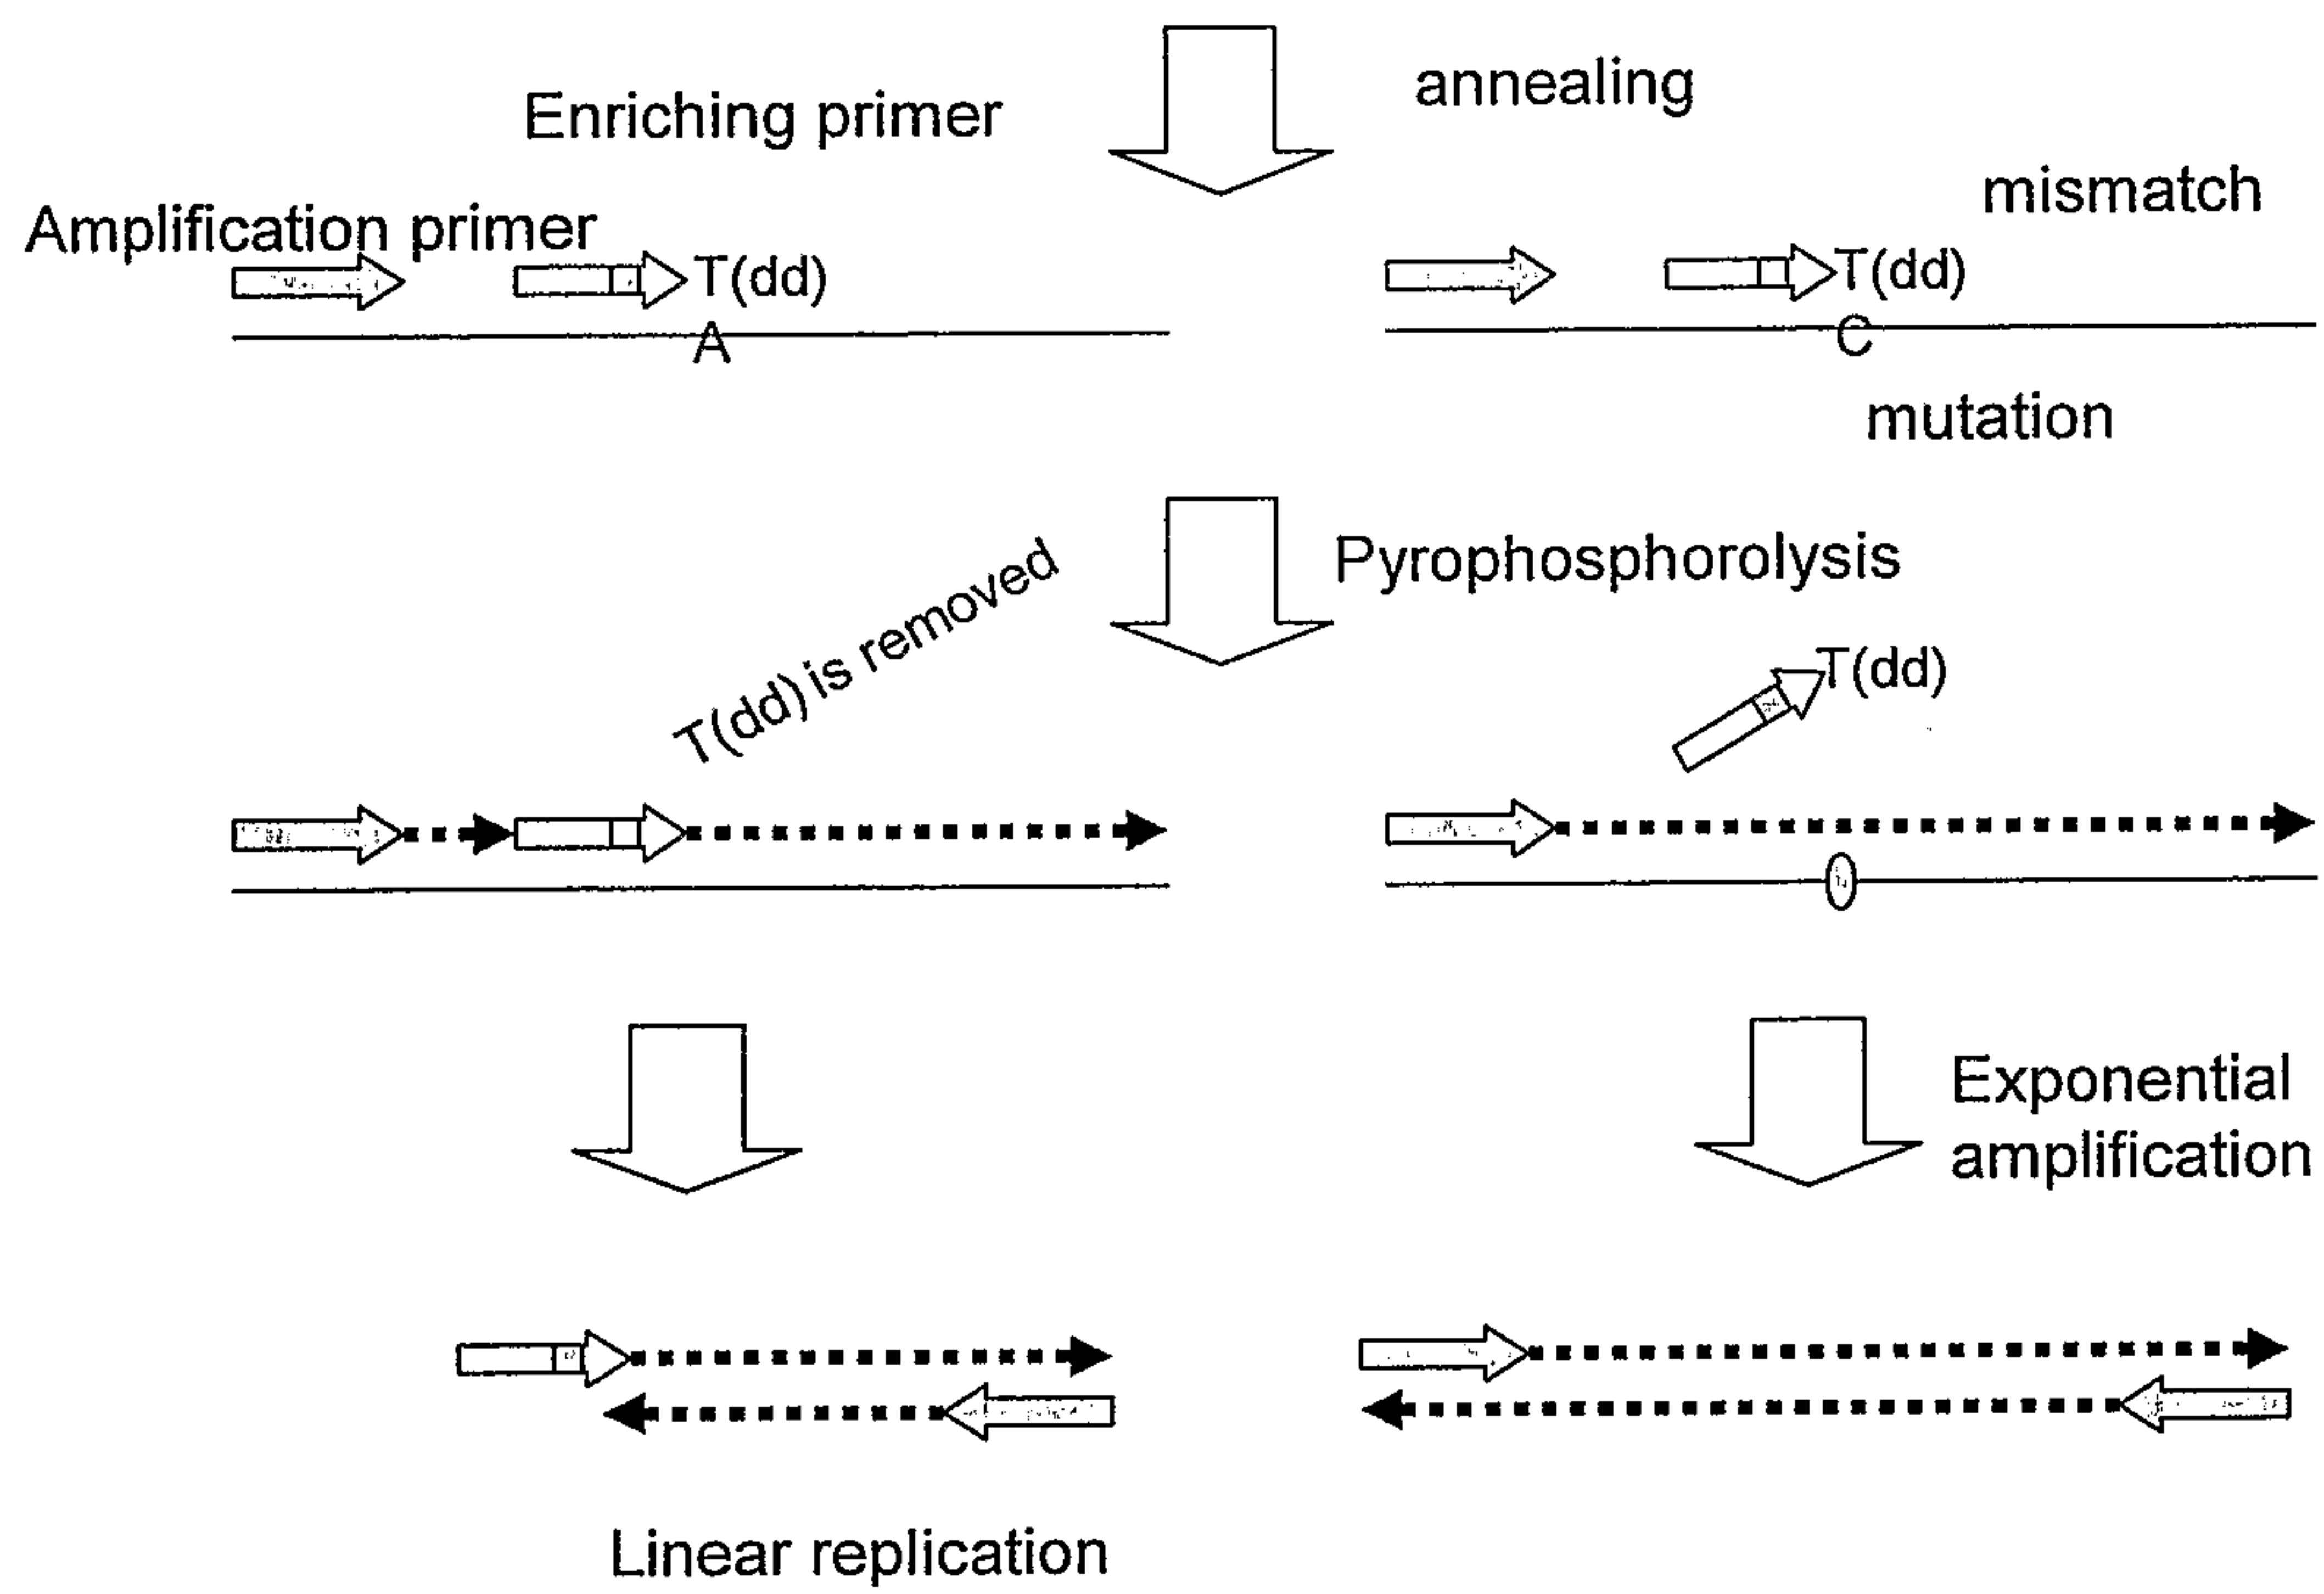 Enriching primer
annealing
Amplification primer
mismatch
T(dd)
T(dd)
A
C
mutation
Pyrophosphorolysis
T(dd) is removed
T(dd)
Exponential
amplification
Linear replication